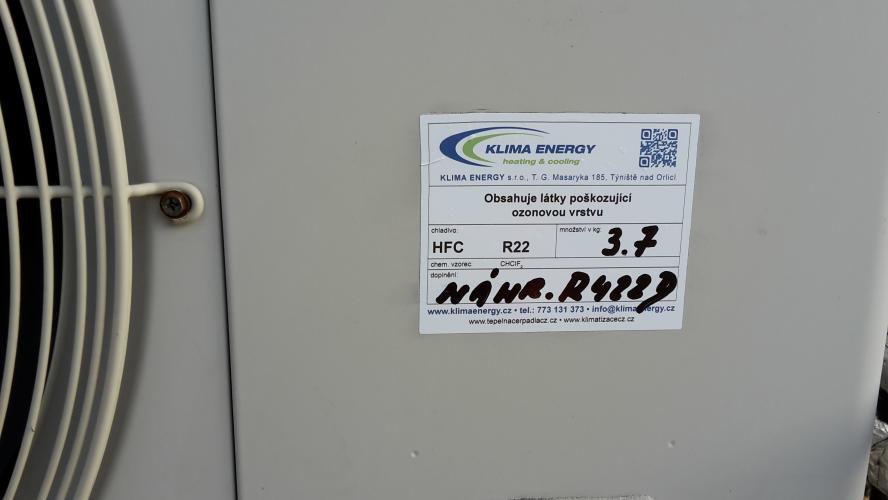 KLIMA ENERGY
heating & cooling
KLIMA ENERGY s.r.o., T. G. Masaryka 185, Týniště nad Orlicí
Obsahuje látky poškozující
ozonovou vrstvu
chladivo: množství v kg:
HFC R22 3.7
chem. vzorec CHClF2
doplnění:
NÁHR. R422D
www.klimaenergy.cz • tel.: 773 131 373 • info@klimaenergy.cz
www.tepelnacerpadlacz.cz • www.klimatizacecz.cz